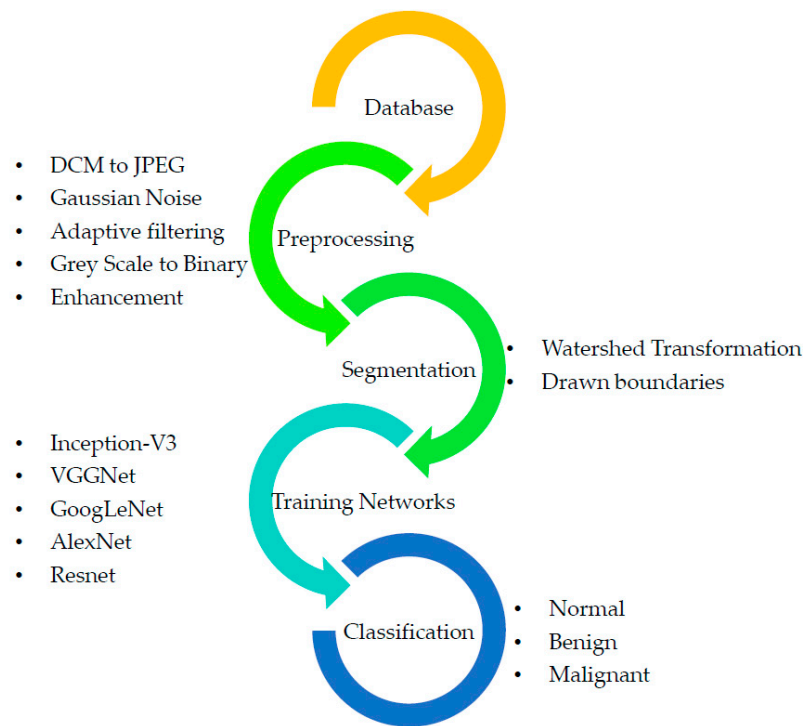 Database
• DCM to JPEG
• Gaussian Noise
• Adaptive filtering
• Grey Scale to Binary
• Enhancement
Preprocessing
Segmentation
• Watershed Transformation
• Drawn boundaries
• Inception-V3
• VGGNet
• GoogLeNet
• AlexNet
• Resnet
Training Networks
Classification
• Normal
• Benign
• Malignant